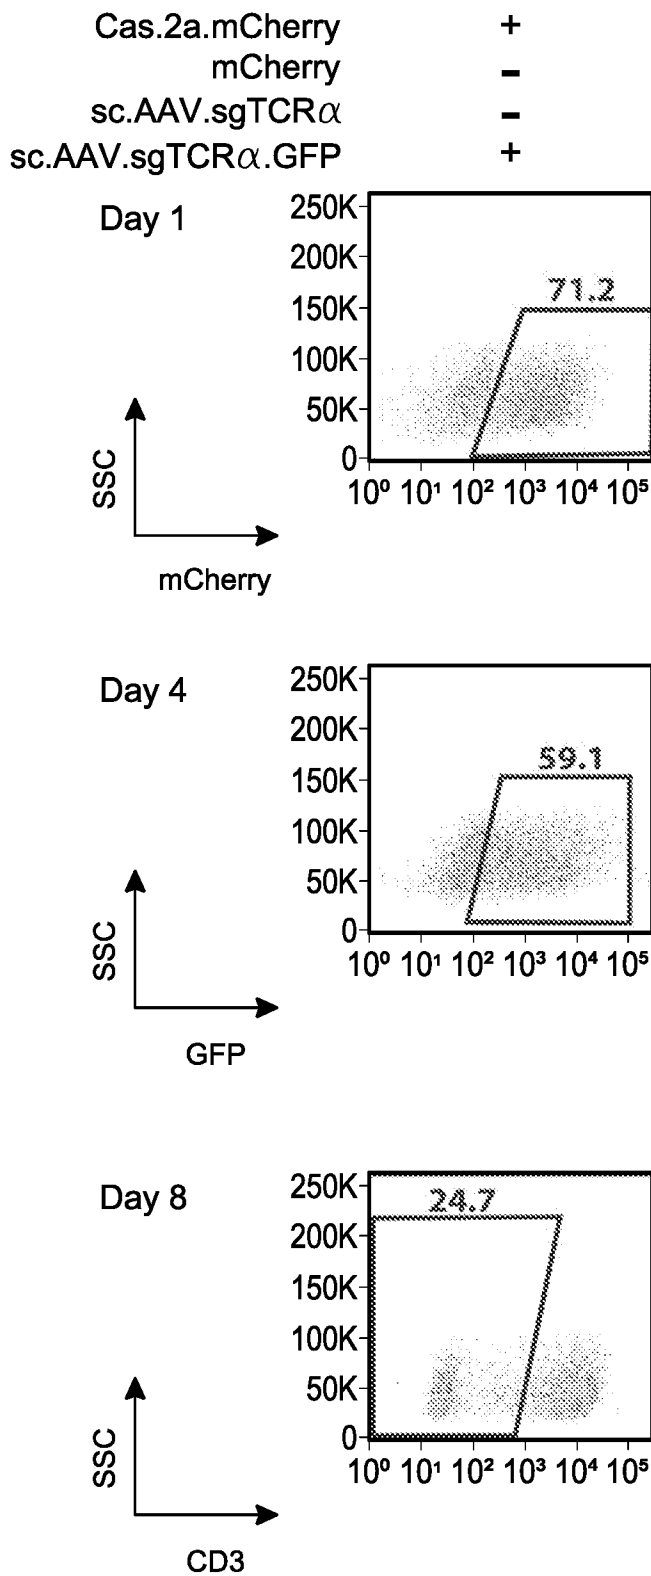 Cas.2a.mCherry +
mCherry -
sc.AAV.sgTCRα -
sc.AAV.sgTCRα.GFP +
Day 1
250K
200K
150K
100K
50K
0
71.2
10⁰ 10¹ 10² 10³ 10⁴ 10⁵
SSC
mCherry
Day 4
250K
200K
150K
100K
50K
0
59.1
10⁰ 10¹ 10² 10³ 10⁴ 10⁵
SSC
GFP
Day 8
250K
200K
150K
100K
50K
0
24.7
10⁰ 10¹ 10² 10³ 10⁴ 10⁵
SSC
CD3